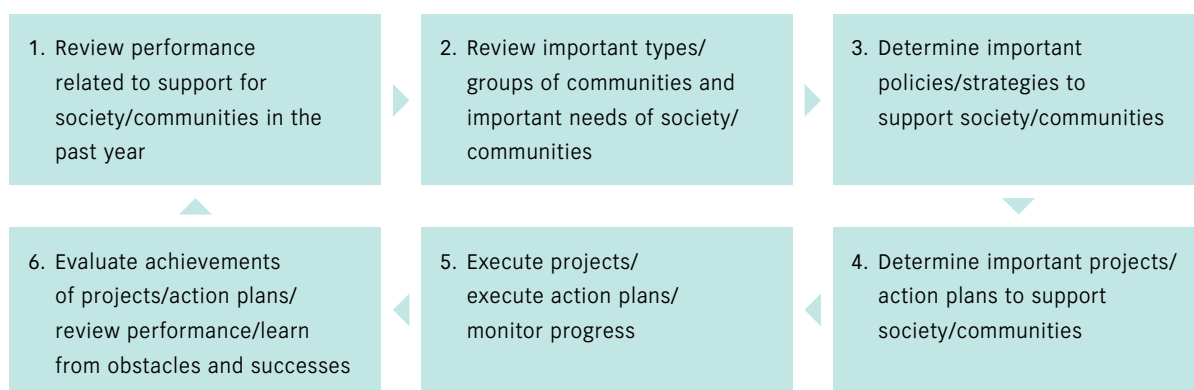 1. Review performance
related to support for
society/communities in the
past year
2. Review important types/
groups of communities and
important needs of society/
communities
3. Determine important
policies/strategies to
support society/communities
4. Determine important projects/
action plans to support
society/communities
5. Execute projects/
execute action plans/
monitor progress
6. Evaluate achievements
of projects/action plans/
review performance/learn
from obstacles and successes